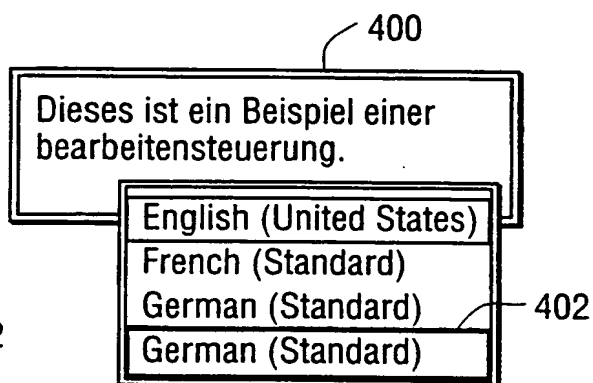 400
Dieses ist ein Beispiel einer
bearbeitensteuerung.
English (United States)
French (Standard)
German (Standard)
402
German (Standard)